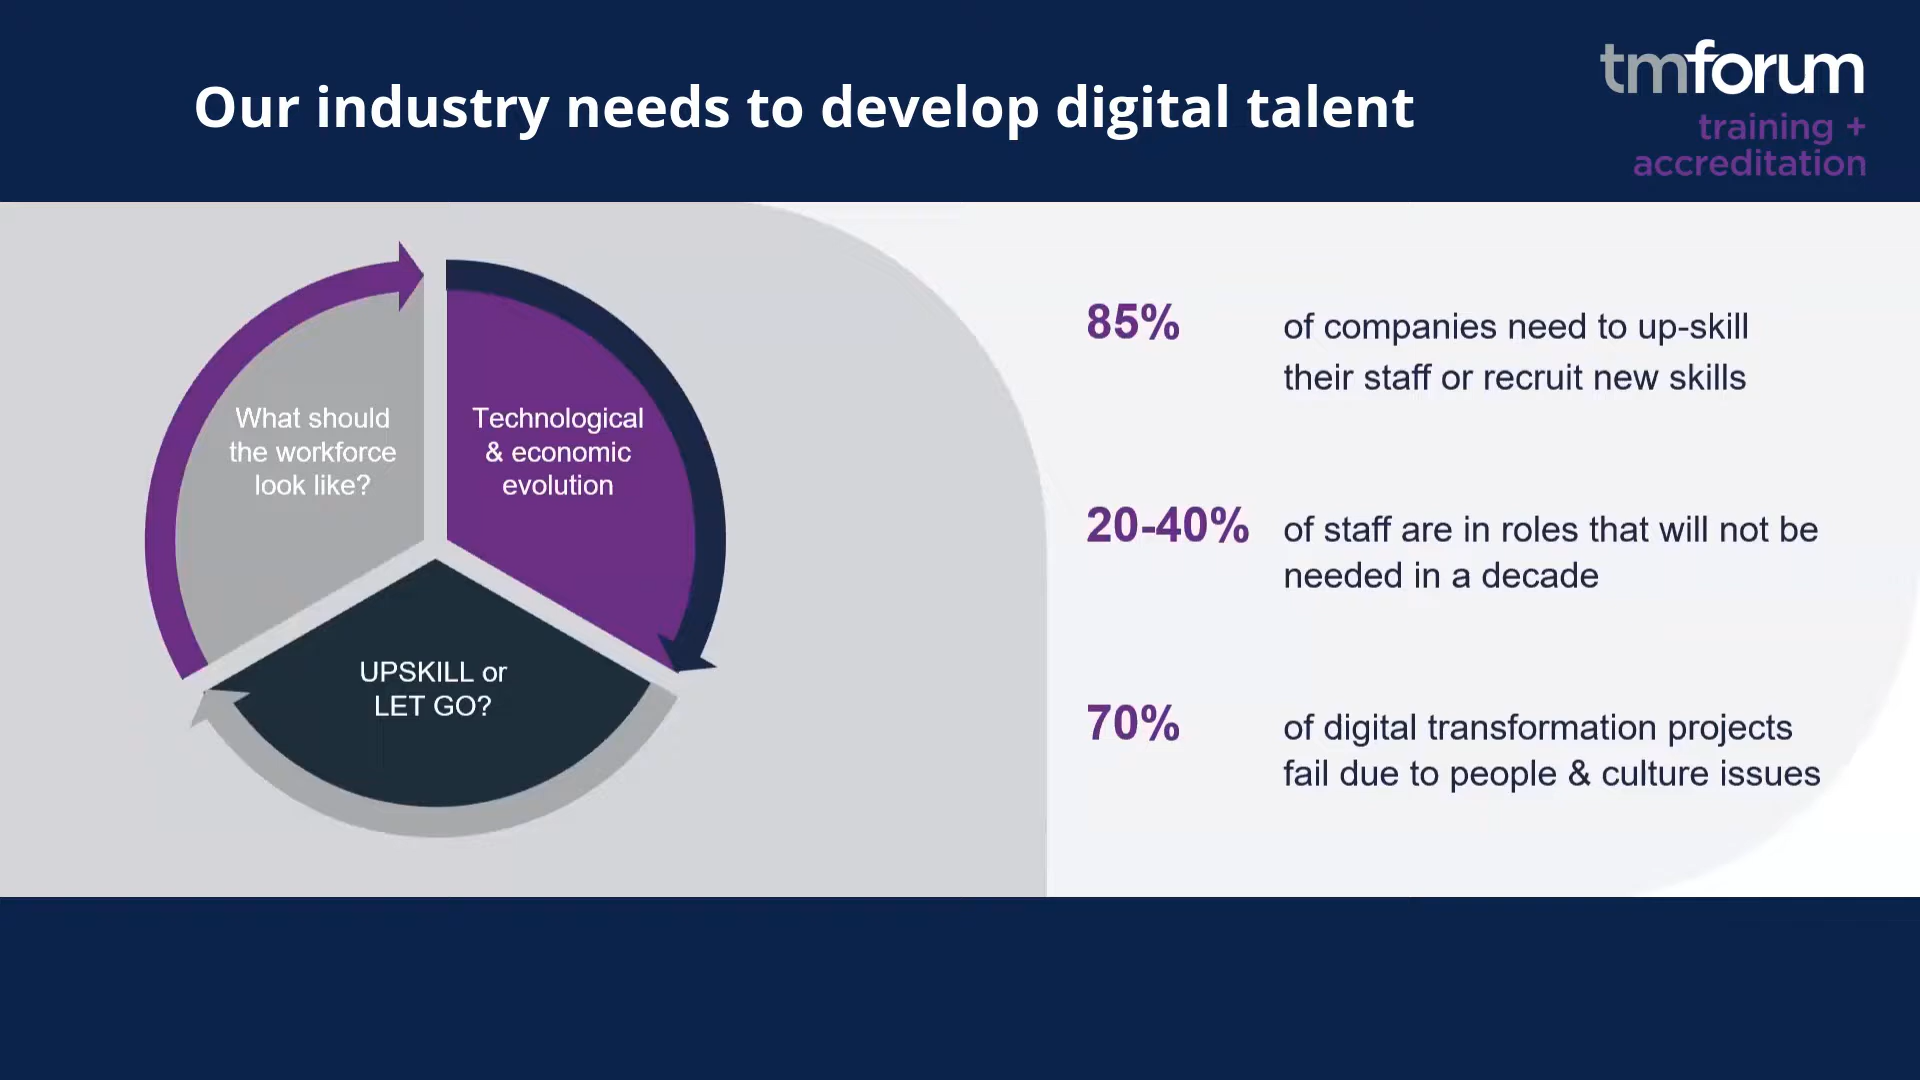 Our industry needs to develop digital talent
tmforum
training +
accreditation
What should
the workforce
look like?
Technological
& economic
evolution
UPSKILL or
LET GO?
85% of companies need to up-skill
their staff or recruit new skills
20-40% of staff are in roles that will not be
needed in a decade
70% of digital transformation projects
fail due to people & culture issues